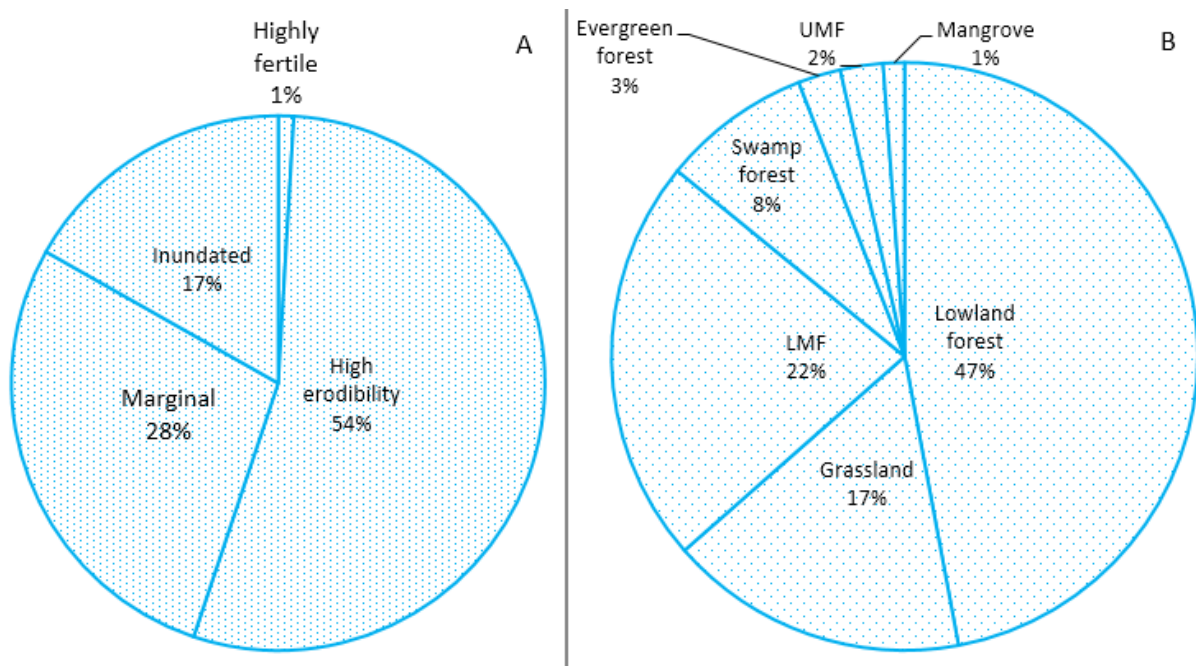 A
Highly
fertile
1%
Inundated
17%
High
erodibility
54%
Marginal
28%
B
Evergreen
forest
3%
UMF
2%
Mangrove
1%
Swamp
forest
8%
Lowland
forest
47%
LMF
22%
Grassland
17%